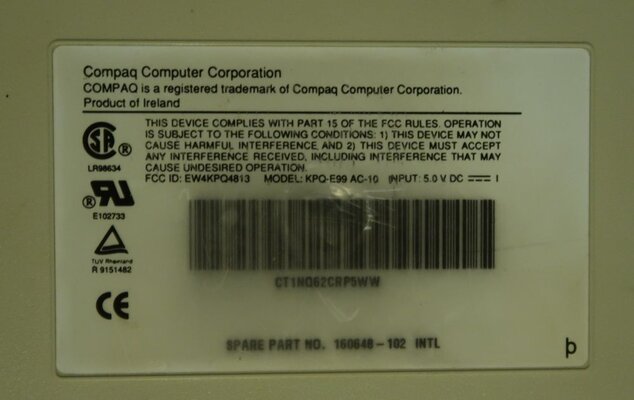 Compaq Computer Corporation
COMPAQ is a registered trademark of Compaq Computer Corporation.
Product of Ireland
THIS DEVICE COMPLIES WITH PART 15 OF THE FCC RULES. OPERATION
IS SUBJECT TO THE FOLLOWING CONDITIONS: 1) THIS DEVICE MAY NOT
CAUSE HARMFUL INTERFERENCE, AND 2) THIS DEVICE MUST ACCEPT
ANY INTERFERENCE RECEIVED, INCLUDING INTERFERENCE THAT MAY
CAUSE UNDESIRED OPERATION.
FCC ID: EW4KPQ4813 MODEL: KPQ-E99 AC-10 INPUT: 5.0 V DC
SA ®
LR98634
® UR
E102733
TUV Rheinland
R 9151482
CE
CT1NQ62CRP5WW
SPARE PART NO. 160648-102 INTL
þ